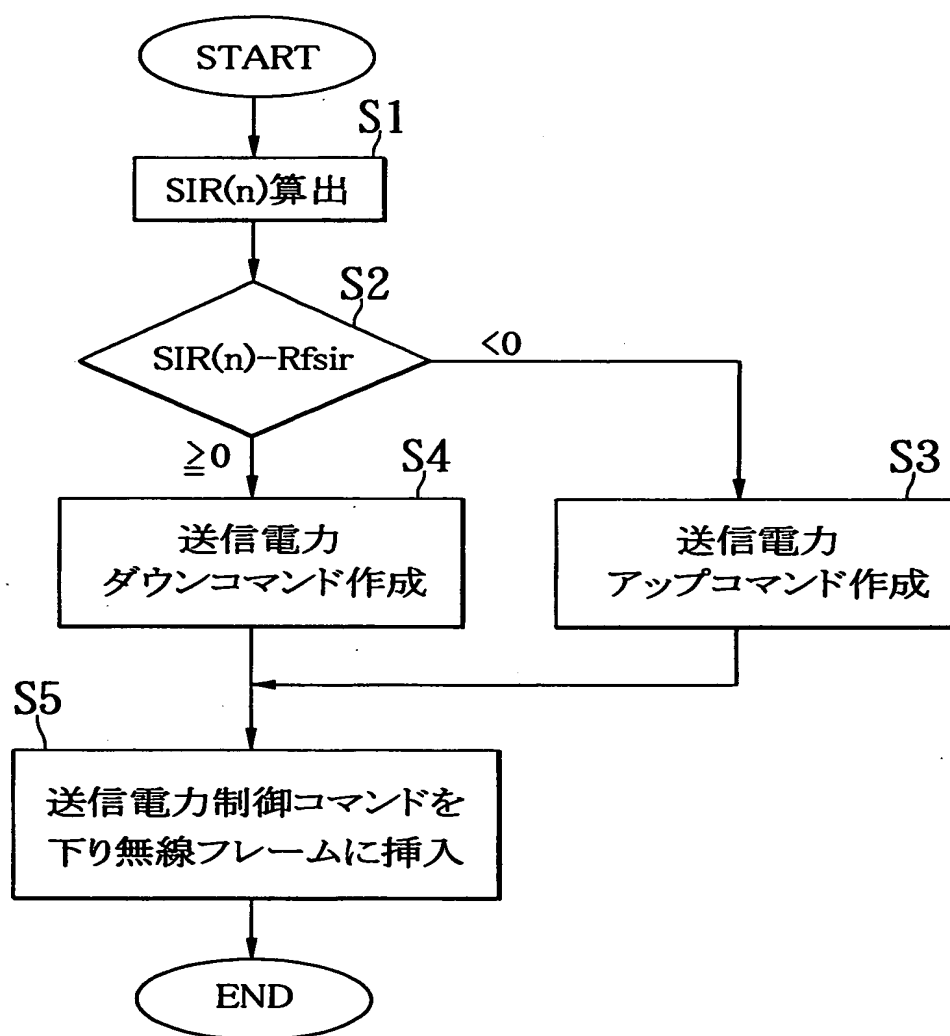 START
S1
SIR(n)算出
S2
SIR(n)-Rfsir
<0
≧0
S4
送信電力
ダウンコマンド作成
S3
送信電力
アップコマンド作成
S5
送信電力制御コマンドを
下り無線フレームに挿入
END